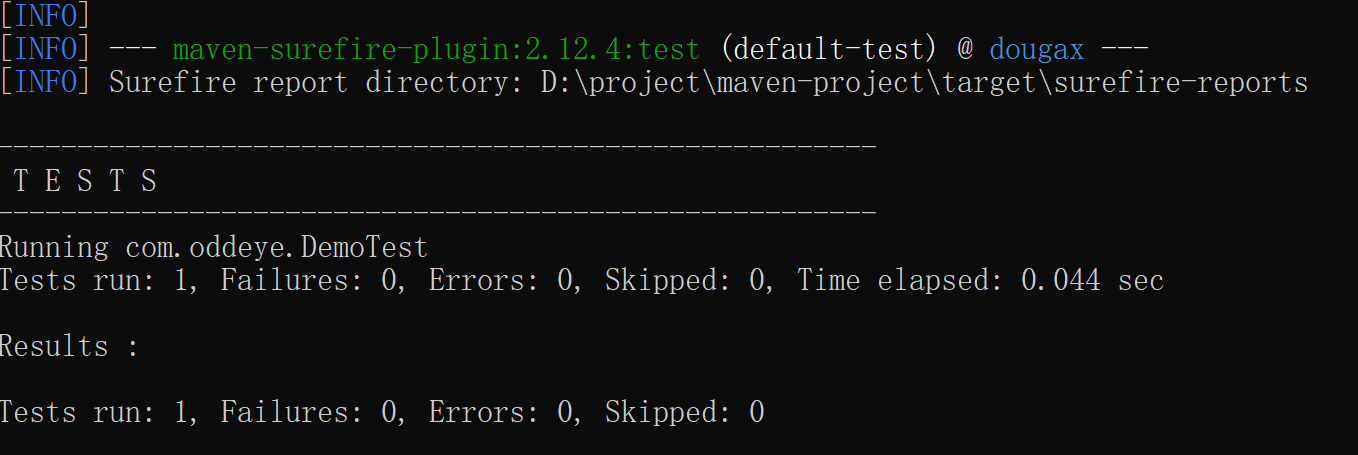 [INFO]
[INFO] --- maven-surefire-plugin:2.12.4:test (default-test) @ dougax ---
[INFO] Surefire report directory: D:\project\maven-project\target\surefire-reports
-------------------------------------------------------
T E S T S
-------------------------------------------------------
Running com.oddeye.DemoTest
Tests run: 1, Failures: 0, Errors: 0, Skipped: 0, Time elapsed: 0.044 sec
Results :
Tests run: 1, Failures: 0, Errors: 0, Skipped: 0